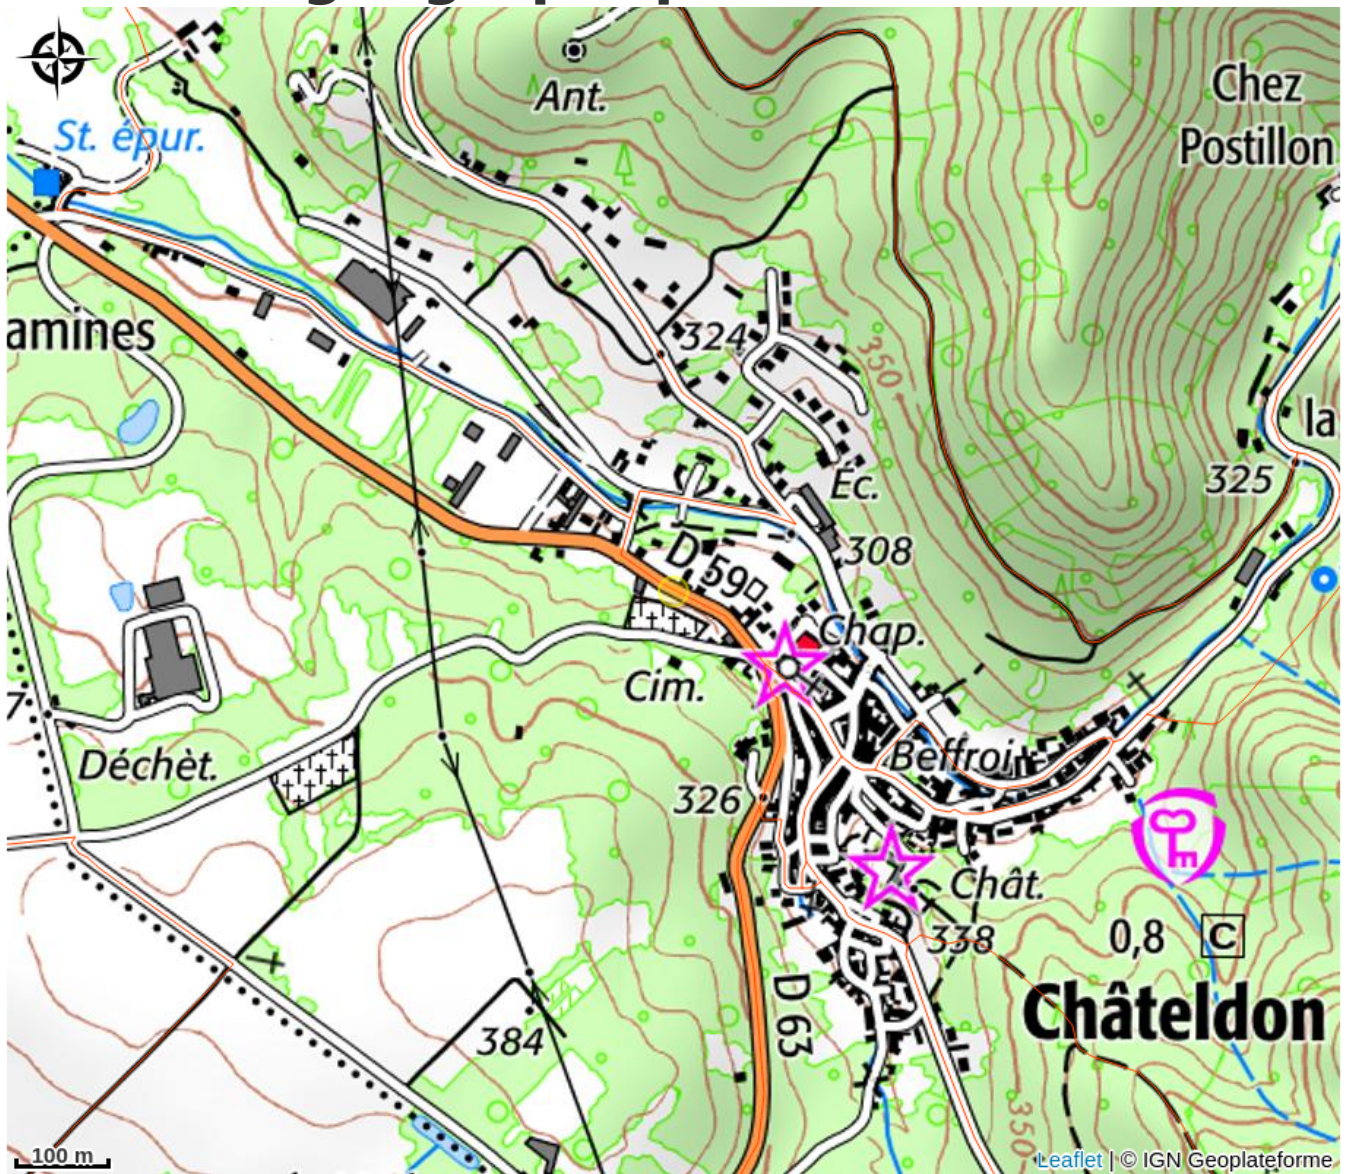 Ant.
Chez
Postillon
St. épur.
amines
324
350
la
325
Éc.
308
D 59
Chap.
Cim.
7
Déchèt.
Beffroi
326
Chât.
338
0,8
C
Châteldon
D 63
384
350
100 m
Leaflet | © IGN Geoplateforme